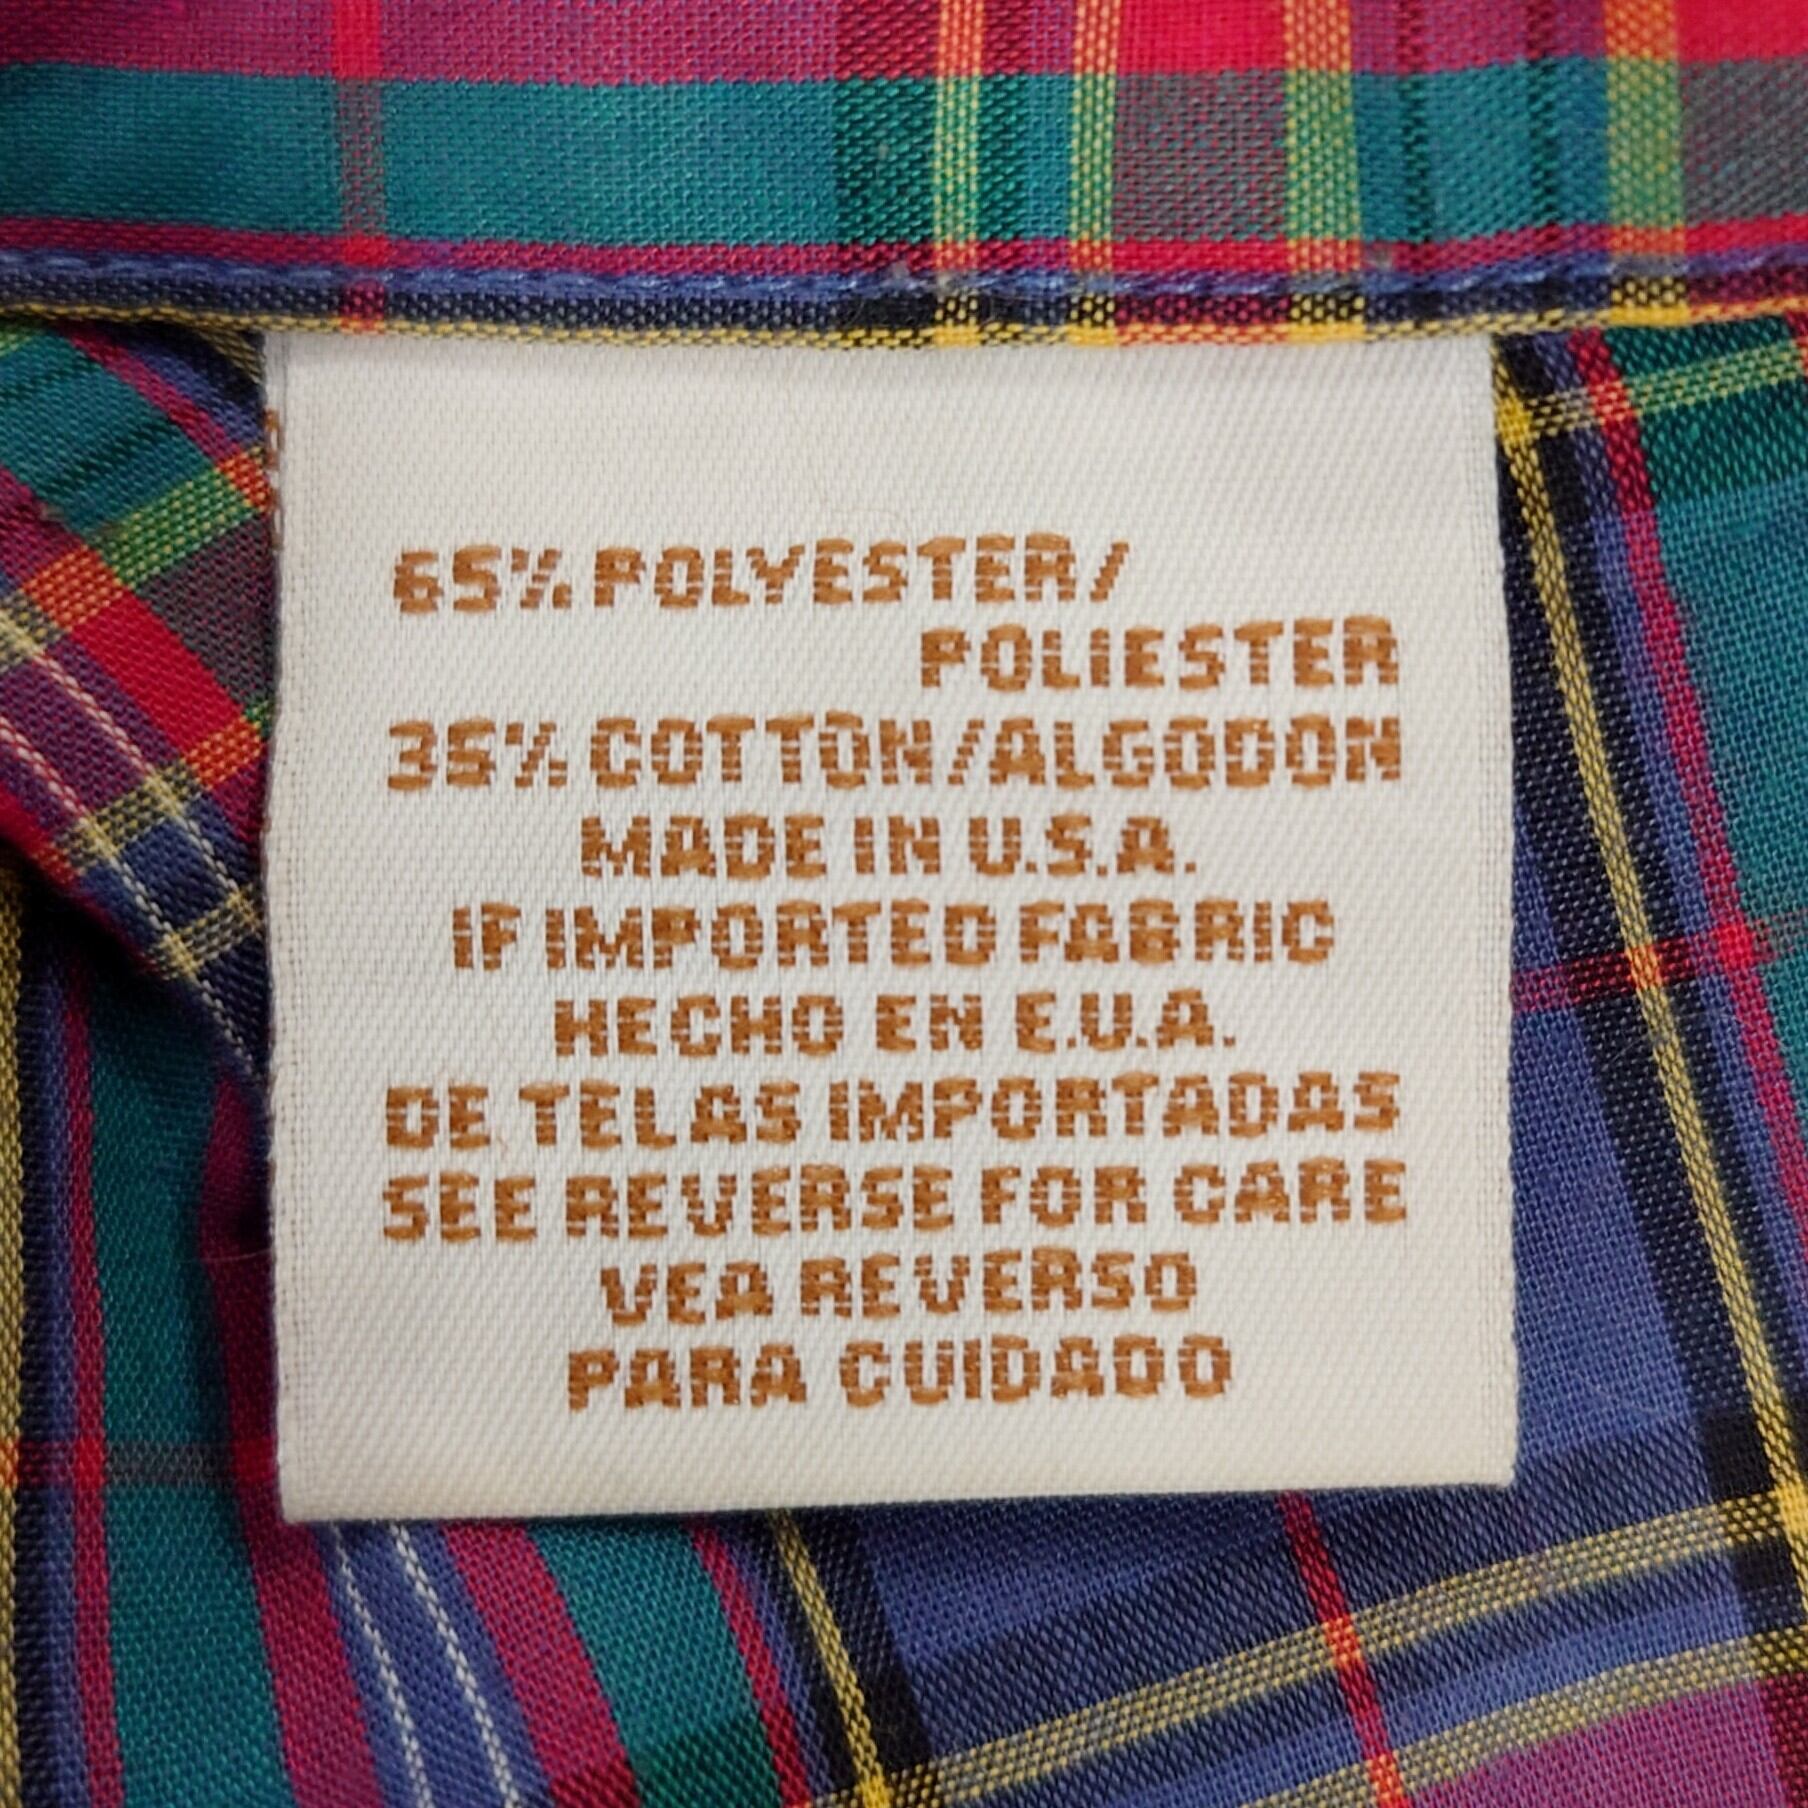 65% POLYESTER/
POLIESTER
35% COTTON/ALGODON
MADE IN U.S.A.
IF IMPORTED FABRIC
HECHO EN E.U.A.
DE TELAS IMPORTADAS
SEE REVERSE FOR CARE
VEA REVERSO
PARA CUIDADO